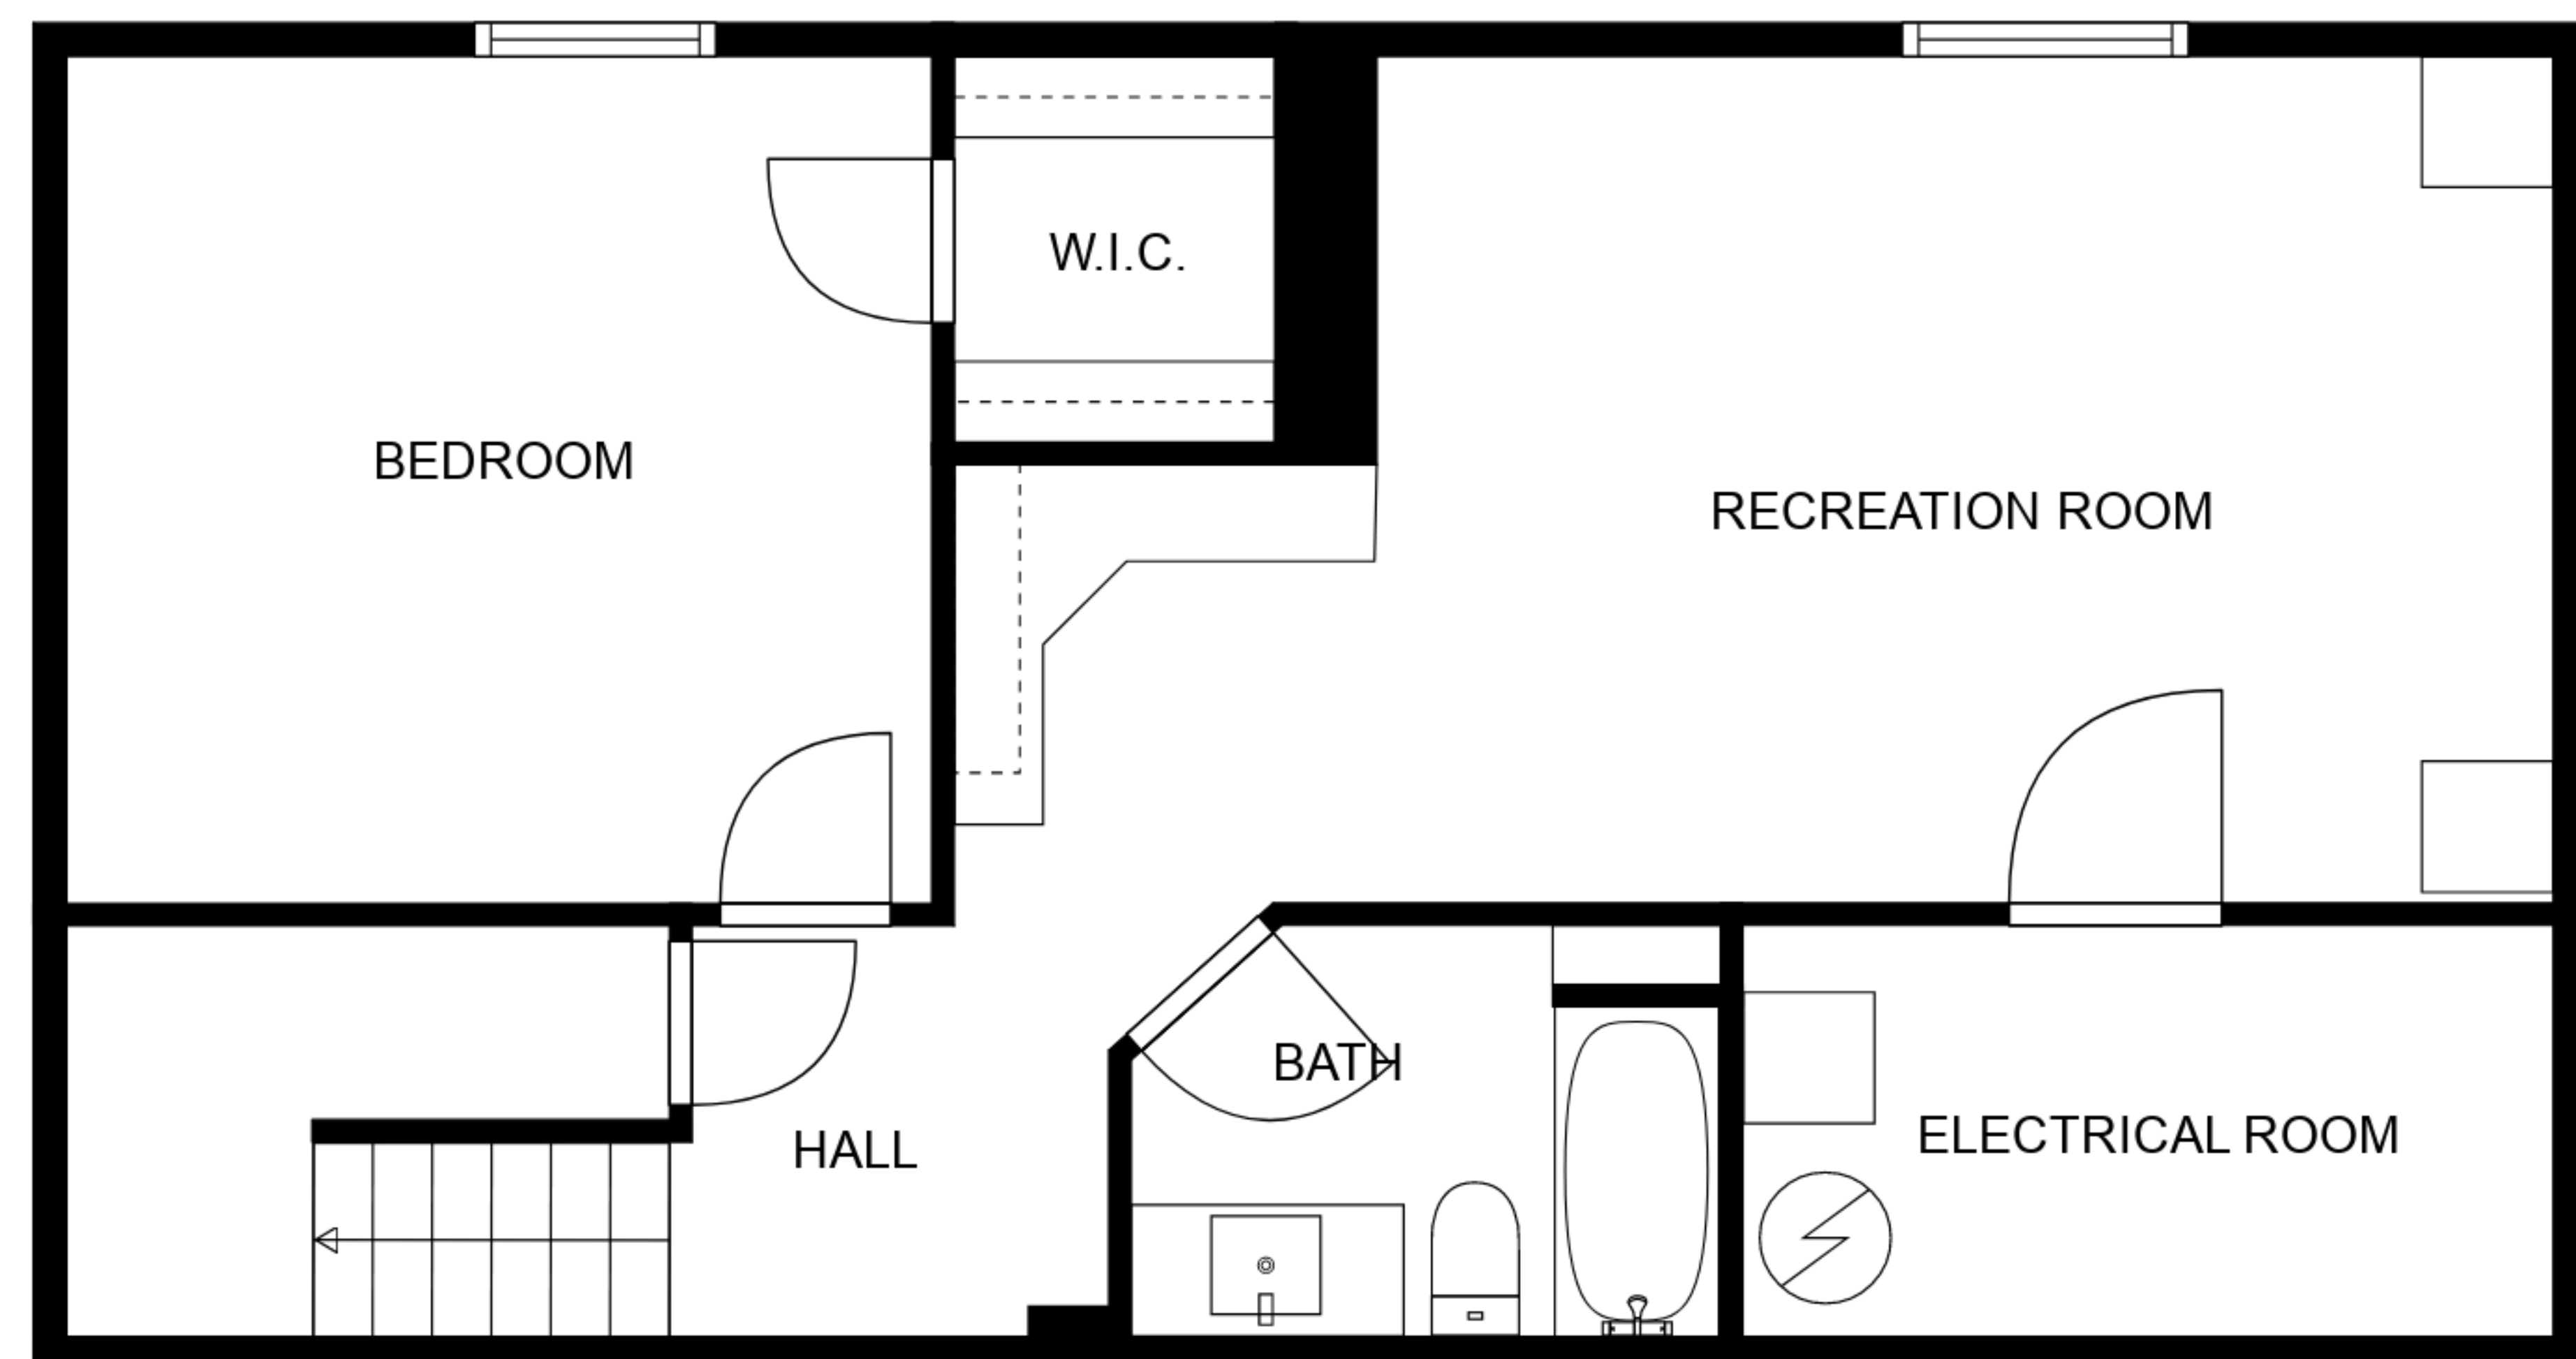 W.I.C.
BEDROOM
RECREATION ROOM
BATH
HALL
ELECTRICAL ROOM